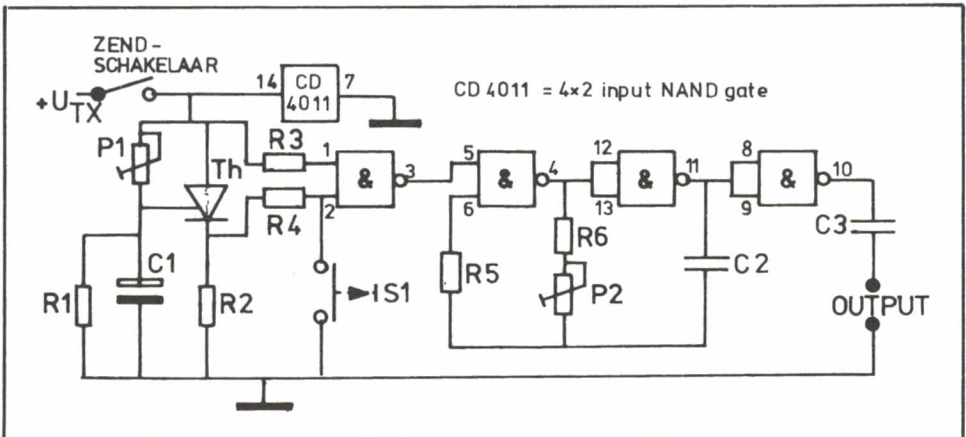 ZEND-
SCHAKELAAR
+UTX
14
CD
4011
7
CD 4011 = 4×2 input NAND gate
P1
Th
R3
R4
1
2
&
3
5
6
&
4
12
13
&
11
8
9
&
10
C3
R1
C1
R2
S1
R5
R6
P2
C2
OUTPUT